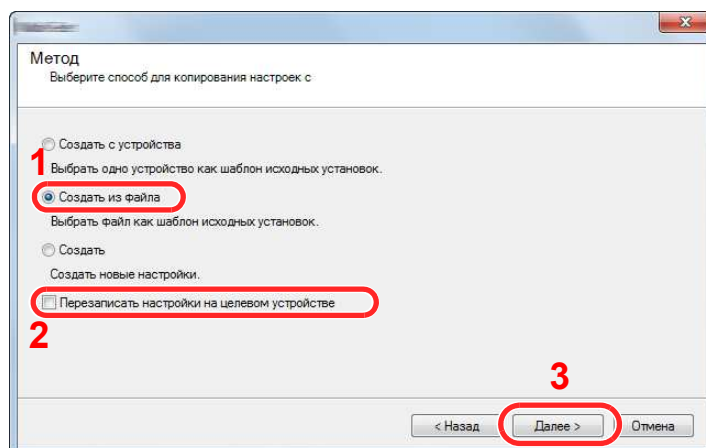 Метод
Выберите способ для копирования настроек с
Создать с устройства
1
Выбрать одно устройство как шаблон исходных установок.
Создать из файла
Выбрать файл как шаблон исходных установок.
Создать
Создать новые настройки.
Перезаписать настройки на целевом устройстве
2
3
< Назад Далее > Отмена